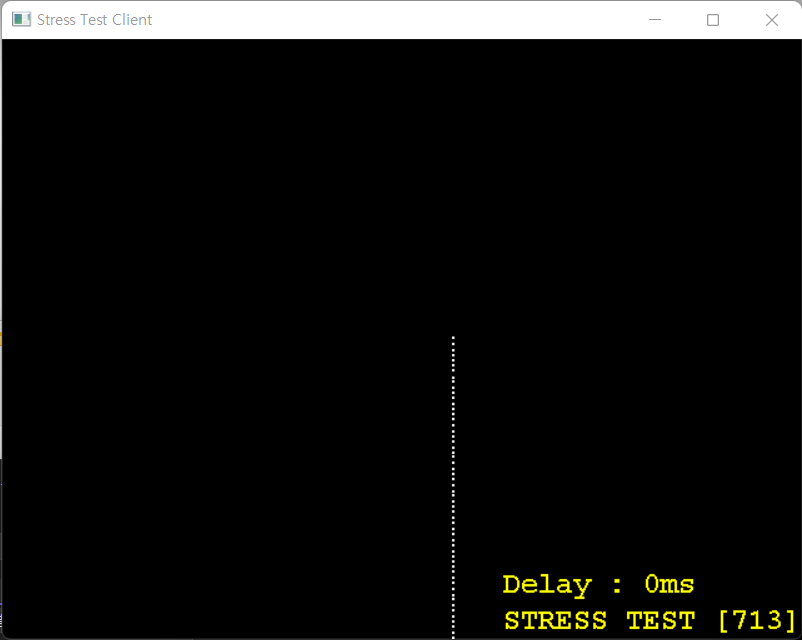 Stress Test Client
Delay : 0ms
STRESS TEST [713]